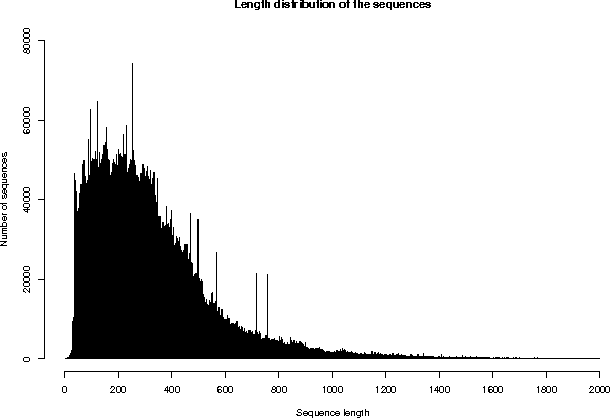 Length distribution of the sequences
80000
60000
40000
20000
0
Number of sequences
0 200 400 600 800 1000 1200 1400 1600 1800 2000
Sequence length